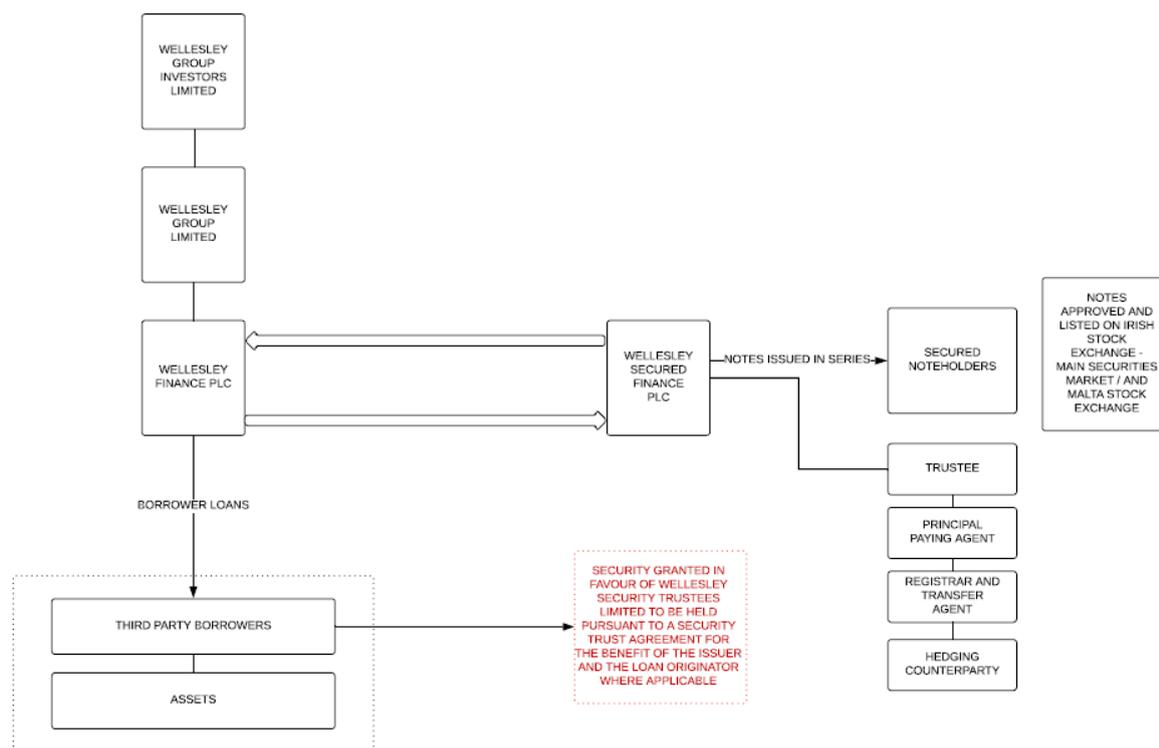 WELLESLEY
GROUP
INVESTORS
LIMITED
WELLESLEY
GROUP
LIMITED
WELLESLEY
FINANCE PLC
WELLESLEY
SECURED
FINANCE
PLC
NOTES ISSUED IN SERIES
SECURED
NOTEHOLDERS
NOTES
APPROVED AND
LISTED ON IRISH
STOCK
EXCHANGE -
MAIN SECURITIES
MARKET / AND
MALTA STOCK
EXCHANGE
TRUSTEE
PRINCIPAL
PAYING AGENT
REGISTRAR AND
TRANSFER
AGENT
HEDGING
COUNTERPARTY
BORROWER LOANS
THIRD PARTY BORROWERS
ASSETS
SECURITY GRANTED IN
FAVOUR OF WELLESLEY
SECURITY TRUSTEES
LIMITED TO BE HELD
PURSUANT TO A SECURITY
TRUST AGREEMENT FOR
THE BENEFIT OF THE ISSUER
AND THE LOAN ORIGINATOR
WHERE APPLICABLE